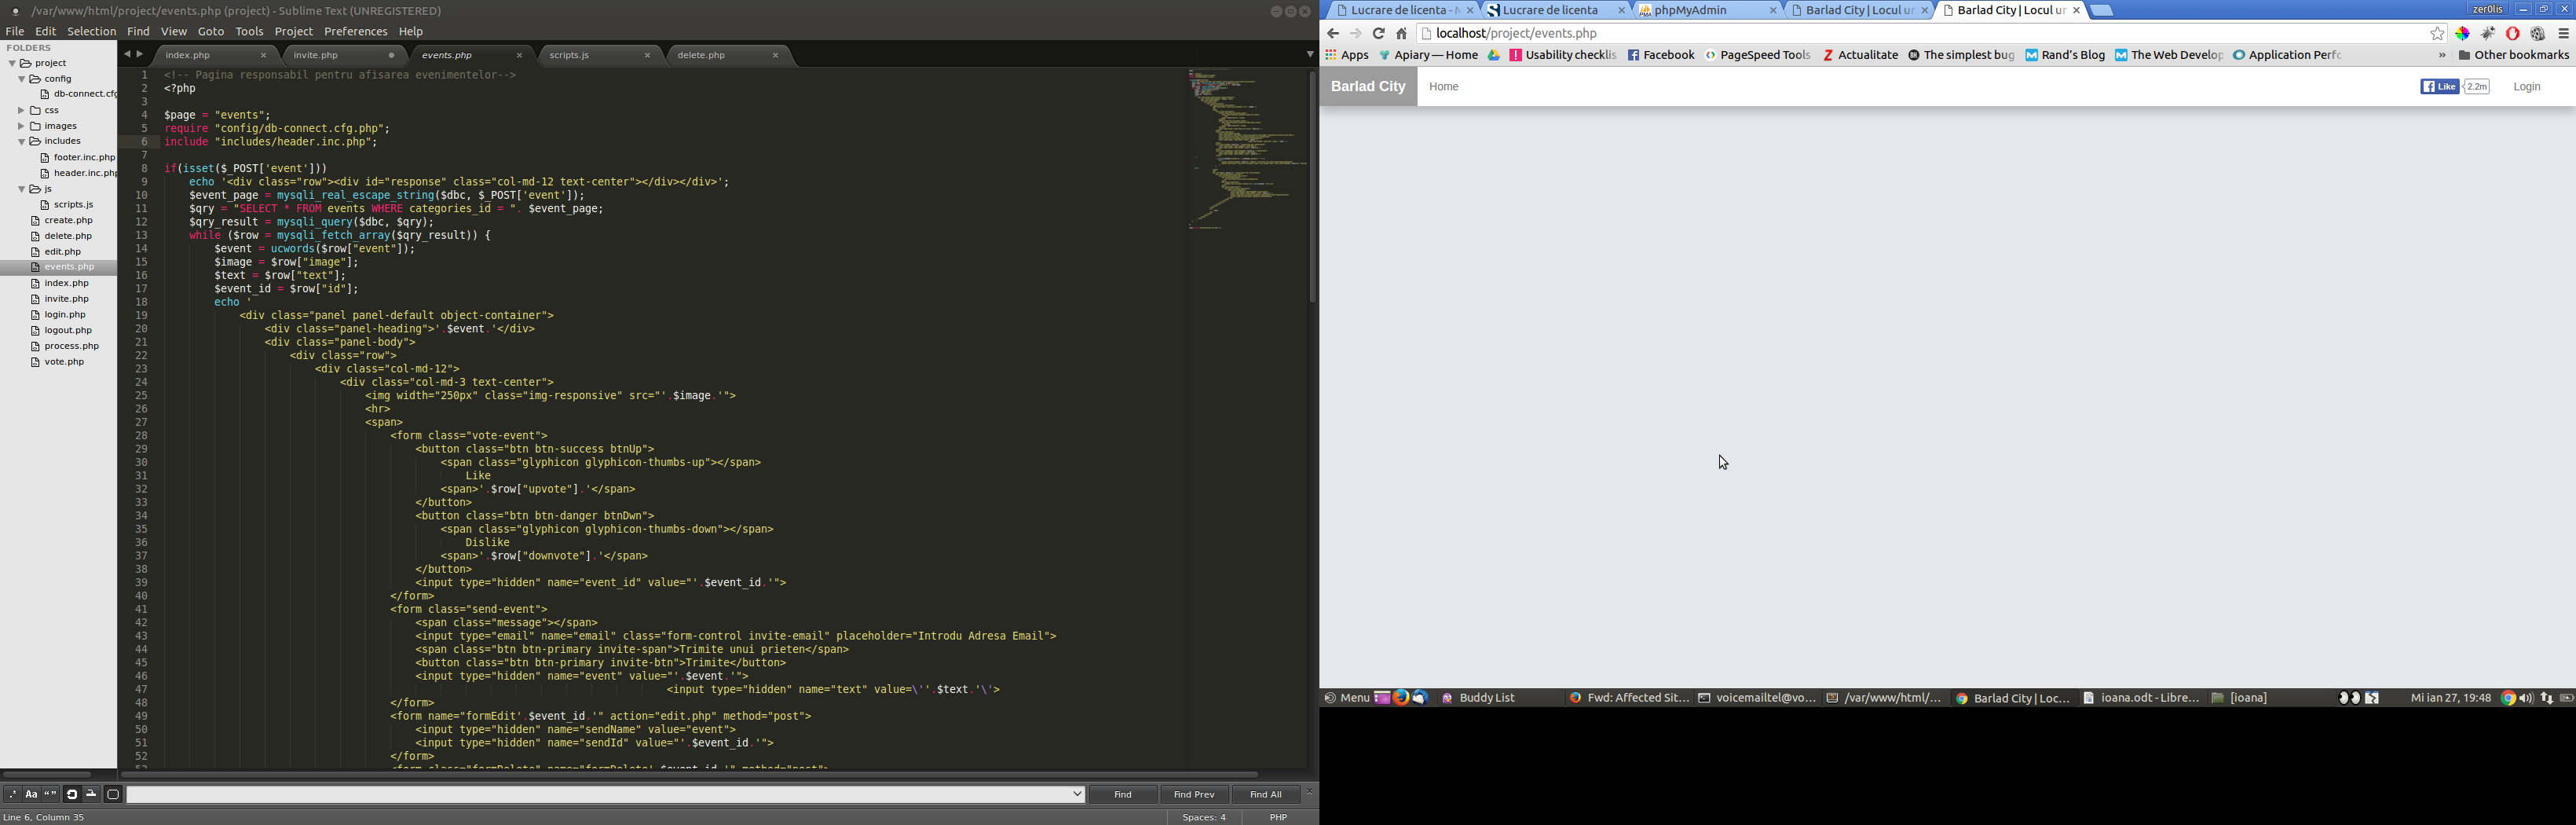 /var/www/html/project/events.php (project) - Sublime Text (UNREGISTERED)
File Edit Selection Find View Goto Tools Project Preferences Help
FOLDERS
project
config
db-connect.cfg
css
images
includes
footer.inc.php
header.inc.php
js
scripts.js
create.php
delete.php
edit.php
events.php
index.php
invite.php
login.php
logout.php
process.php
vote.php
index.php invite.php events.php scripts.js delete.php
1 <!-- Pagina responsabil pentru afisarea evenimentelor-->
2 <?php
3
4 $page = "events";
5 require "config/db-connect.cfg.php";
6 include "includes/header.inc.php";
7
8 if(isset($_POST['event']))
9 echo '<div class="row"><div id="response" class="col-md-12 text-center"></div></div>';
10 $event_page = mysqli_real_escape_string($dbc, $_POST['event']);
11 $qry = "SELECT * FROM events WHERE categories_id = ". $event_page;
12 $qry_result = mysqli_query($dbc, $qry);
13 while ($row = mysqli_fetch_array($qry_result)) {
14 $event = ucwords($row["event"]);
15 $image = $row["image"];
16 $text = $row["text"];
17 $event_id = $row["id"];
18 echo '
19 <div class="panel panel-default object-container">
20 <div class="panel-heading">'.$event.'</div>
21 <div class="panel-body">
22 <div class="row">
23 <div class="col-md-12">
24 <div class="col-md-3 text-center">
25 <img width="250px" class="img-responsive" src="'.$image.'">
26 <hr>
27 <span>
28 <form class="vote-event">
29 <button class="btn btn-success btnUp">
30 <span class="glyphicon glyphicon-thumbs-up"></span>
31 Like
32 <span>'.$row["upvote"].'</span>
33 </button>
34 <button class="btn btn-danger btnDwn">
35 <span class="glyphicon glyphicon-thumbs-down"></span>
36 Dislike
37 <span>'.$row["downvote"].'</span>
38 </button>
39 <input type="hidden" name="event_id" value="'.$event_id.'">
40 </form>
41 <form class="send-event">
42 <span class="message"></span>
43 <input type="email" name="email" class="form-control invite-email" placeholder="Introdu Adresa Email">
44 <span class="btn btn-primary invite-span">Trimite unui prieten</span>
45 <button class="btn btn-primary invite-btn">Trimite</button>
46 <input type="hidden" name="event" value="'.$event.'">
47 <input type="hidden" name="text" value=\''.$text.'\'>
48 </form>
49 <form name="formEdit'.$event_id.'" action="edit.php" method="post">
50 <input type="hidden" name="sendName" value="event">
51 <input type="hidden" name="sendId" value="'.$event_id.'">
52 </form>
Find Find Prev Find All
Line 6, Column 35 Spaces: 4 PHP
Lucrare de licenta - Lucrare de licenta phpMyAdmin Barlad City | Locul ur Barlad City | Locul ur zer0lis
localhost/project/events.php
Apps Apiary — Home Usability checklis Facebook PageSpeed Tools Actualitate The simplest bug Rand's Blog The Web Develop Application Perfc » Other bookmarks
Barlad City Home Like 2.2m Login
Menu Buddy List Fwd: Affected Sit... voicemailtel@vo... /var/www/html/... Barlad City | Loc... ioana.odt - Libre... [ioana] Mi ian 27, 19:48